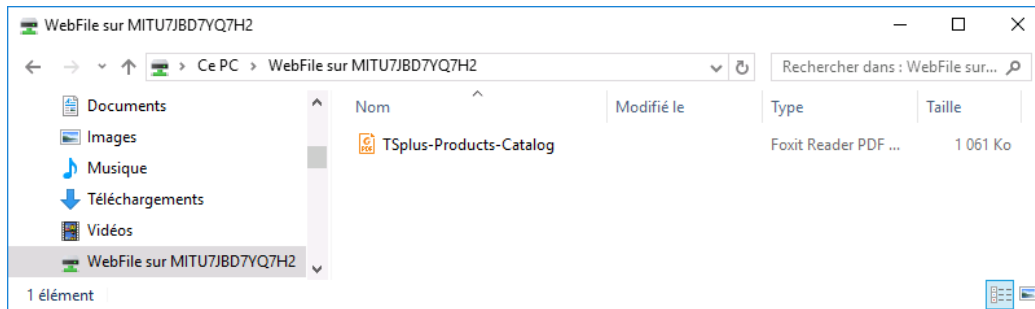 WebFile sur MITU7JBD7YQ7H2
Ce PC > WebFile sur MITU7JBD7YQ7H2
Rechercher dans : WebFile sur...
Documents
Images
Musique
Téléchargements
Vidéos
WebFile sur MITU7JBD7YQ7H2
Nom Modifié le Type Taille
TSplus-Products-Catalog Foxit Reader PDF ... 1 061 Ko
1 élément